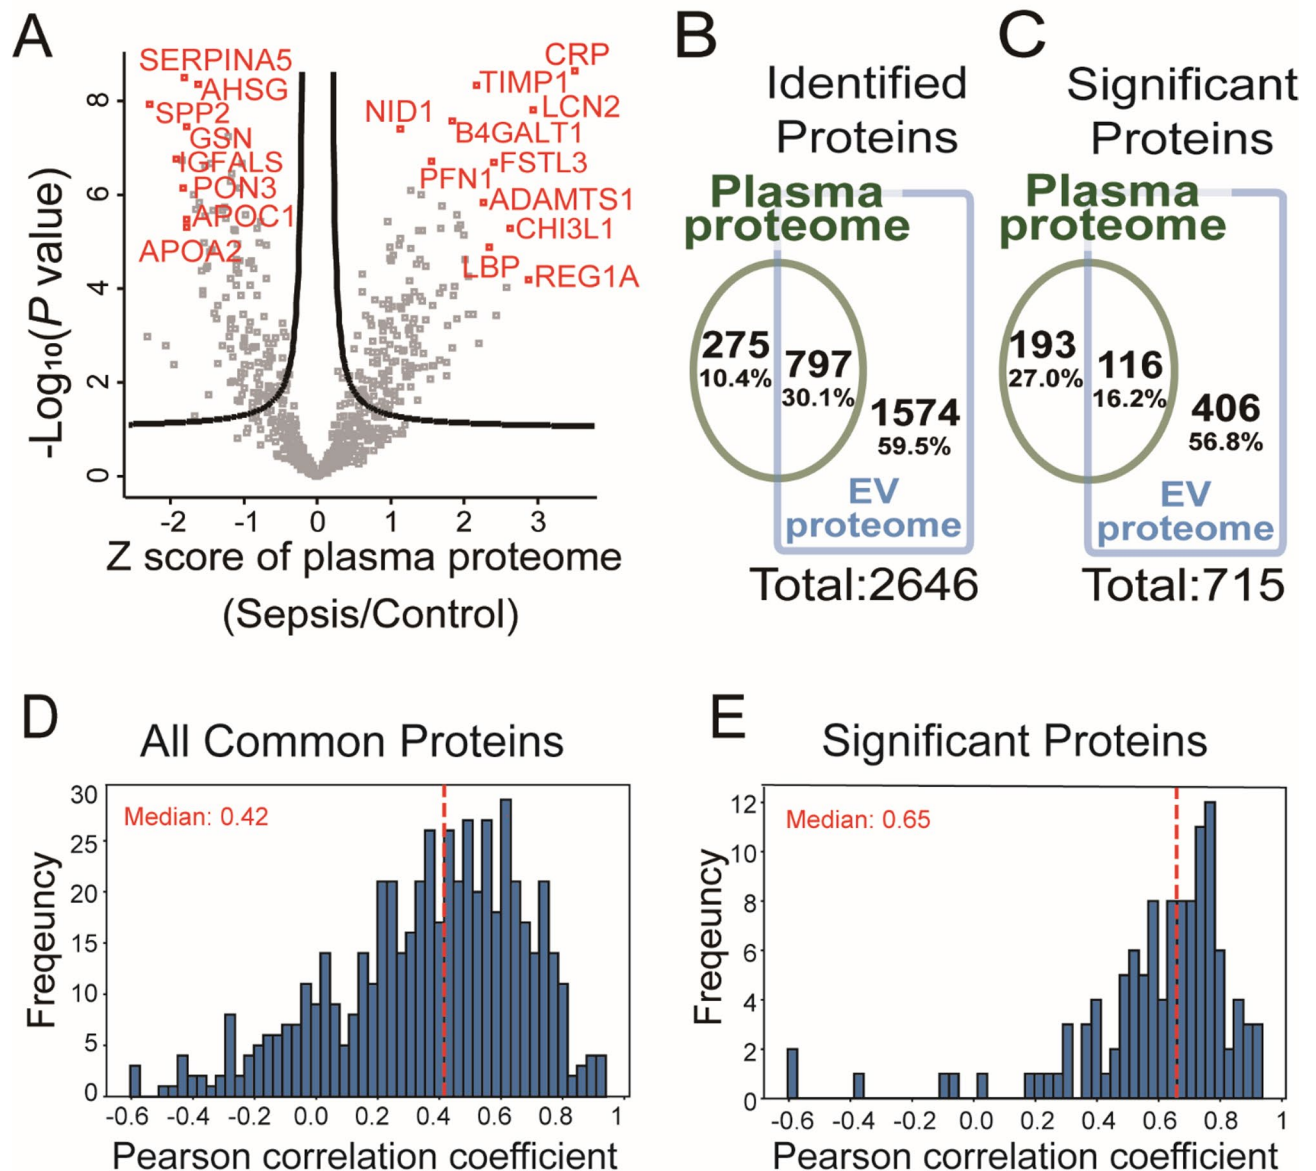 A
SERPINA5
AHSG
SPP2
GSN
IGFALS
PON3
APOC1
APOA2
CRP
TIMP1
LCN2
NID1
B4GALT1
FSTL3
PFN1
ADAMTS1
CHI3L1
LBP
REG1A
-Log₁₀(P value)
8
6
4
2
0
-2 -1 0 1 2 3
Z score of plasma proteome
(Sepsis/Control)
B
Identified
Proteins
Plasma
proteome
275
10.4%
797
30.1%
1574
59.5%
EV
proteome
Total:2646
C
Significant
Proteins
Plasma
proteome
193
27.0%
116
16.2%
406
56.8%
EV
proteome
Total:715
D
All Common Proteins
Median: 0.42
Freqeuncy
30
25
20
15
10
5
0
-0.6 -0.4 -0.2 0.0 0.2 0.4 0.6 0.8 1
Pearson correlation coefficient
E
Significant Proteins
Median: 0.65
Freqeuncy
12
10
8
6
4
2
0
-0.6 -0.4 -0.2 0.0 0.2 0.4 0.6 0.8 1
Pearson correlation coefficient